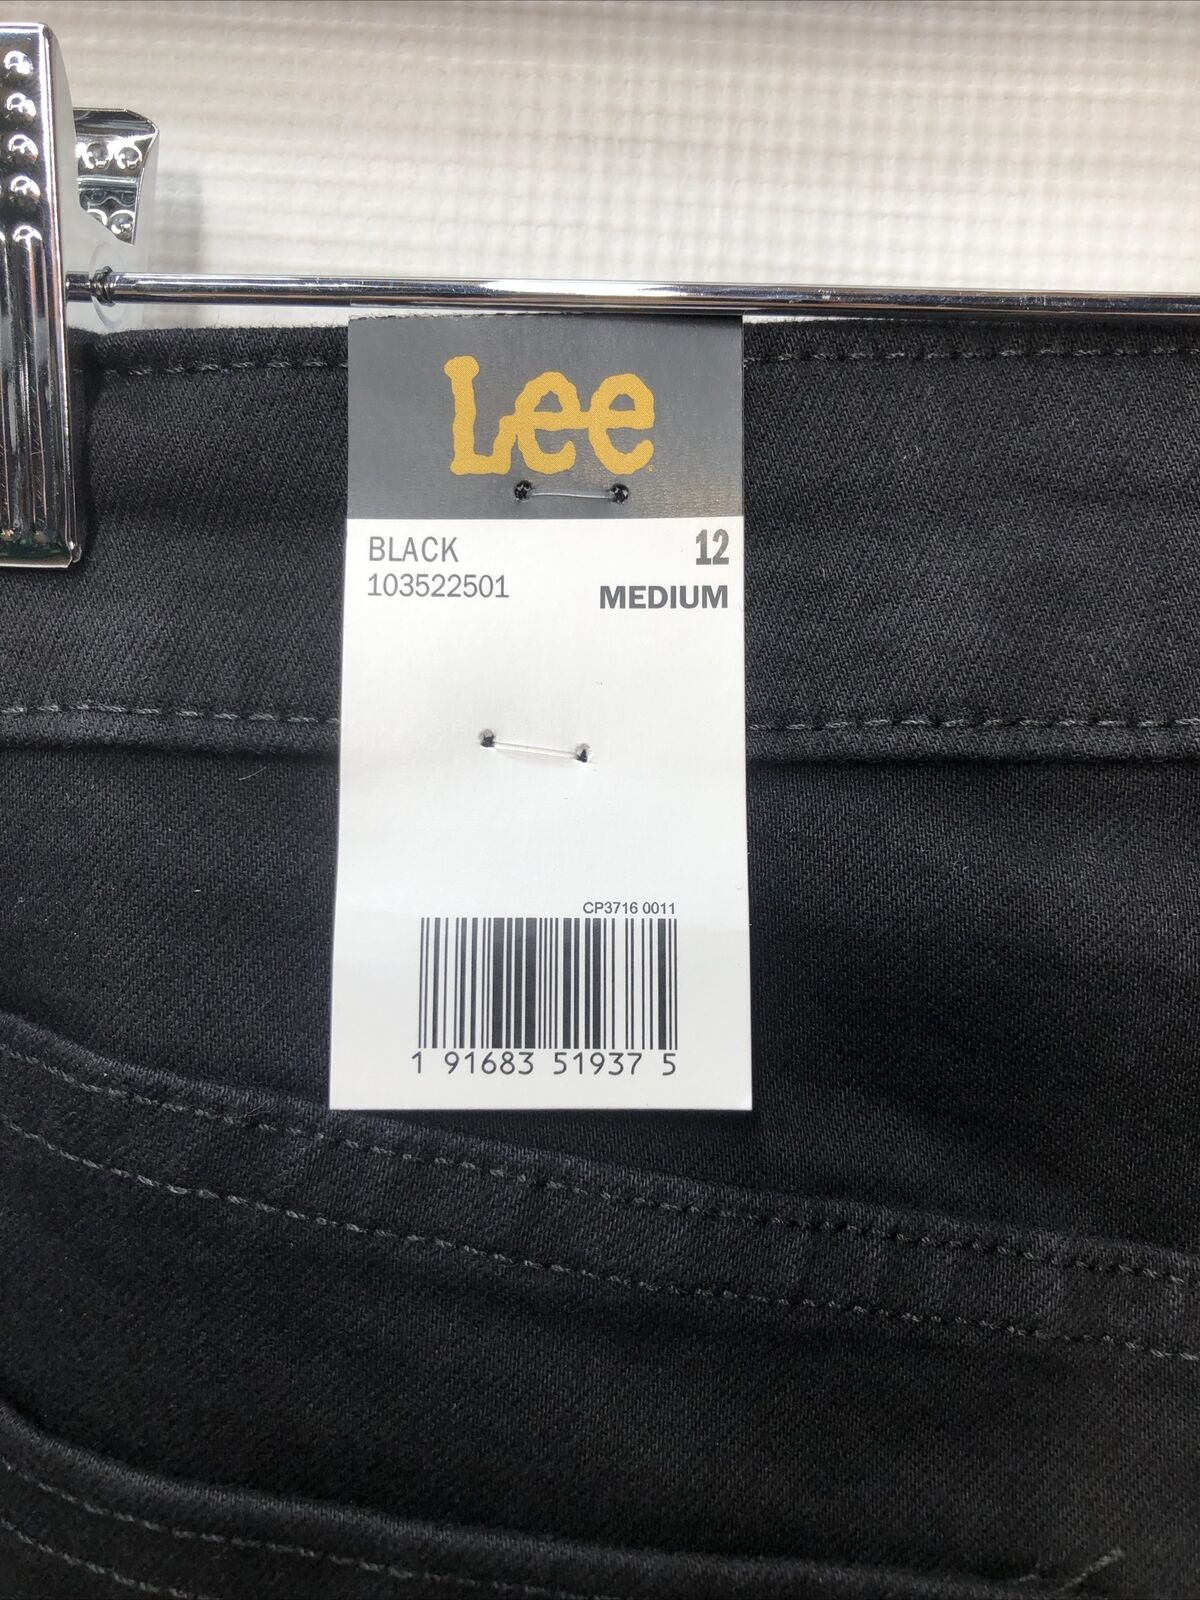 Lee
BLACK 12
103522501 MEDIUM
CP3716 0011
1 91683 51937 5